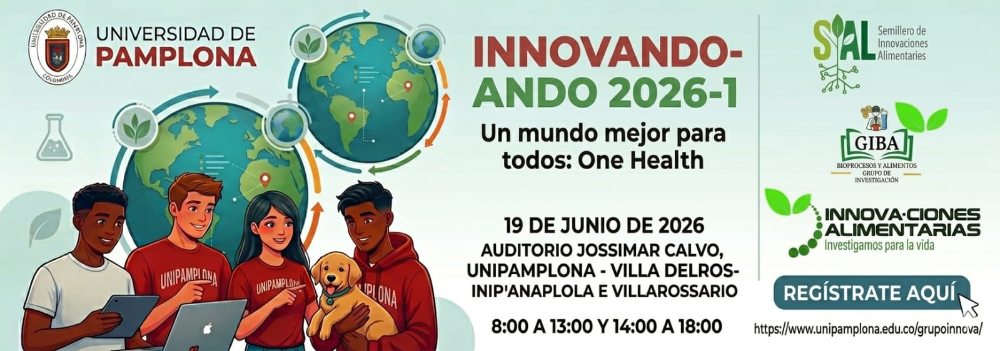 UNIVERSIDAD DE PAMPLONA
COLOMBIA
UNIVERSIDAD DE
PAMPLONA
INNOVANDO-
ANDO 2026-1
Un mundo mejor para
todos: One Health
19 DE JUNIO DE 2026
AUDITORIO JOSSIMAR CALVO,
UNIPAMPLONA - VILLA DELROS-
INIP'ANAPLOLA E VILLAROSSARIO
8:00 A 13:00 Y 14:00 A 18:00
UNIPAMPLONA
UNIPAMPLONA
IPLONA
SIAL
Semillero de
Innovaciones
Alimentaries
GIBA
BIOPROCESOS Y ALIMENTOS
GRUPO DE
INVESTIGACIÓN
INNOVA·CIONES
ALIMENTARIAS
Investigamos para la vida
REGÍSTRATE AQUÍ
https://www.unipamplona.edu.co/grupoinnova/